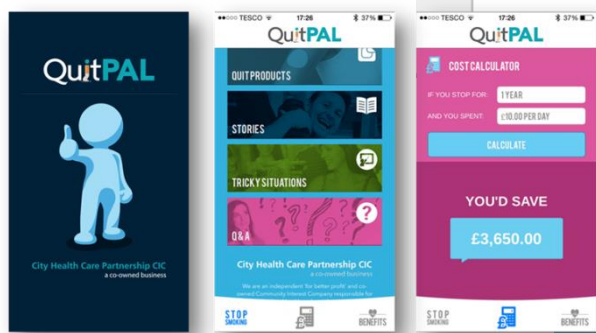 QuitPAL
City Health Care Partnership CIC
a co-owned business
TESCO 17:26 37%
QuitPAL
QUIT PRODUCTS
STORIES
TRICKY SITUATIONS
Q&A
City Health Care Partnership CIC
a co-owned business
We are an independent 'for better profit' and co-
owned Community Interest Company responsible for
STOP
SMOKING
BENEFITS
TESCO 17:26 37%
QuitPAL
COST CALCULATOR
IF YOU STOP FOR: 1 YEAR
AND YOU SPENT: £10.00 PER DAY
CALCULATE
YOU'D SAVE
£3,650.00
STOP
SMOKING
BENEFITS